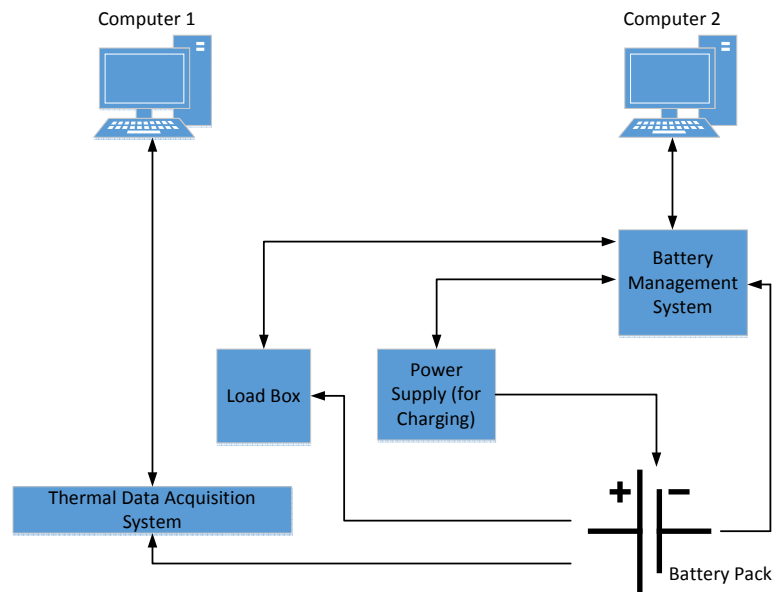 Computer 1
Computer 2
Battery
Management
System
Load Box
Power
Supply (for
Charging)
Thermal Data Acquisition
System
+
−
Battery Pack